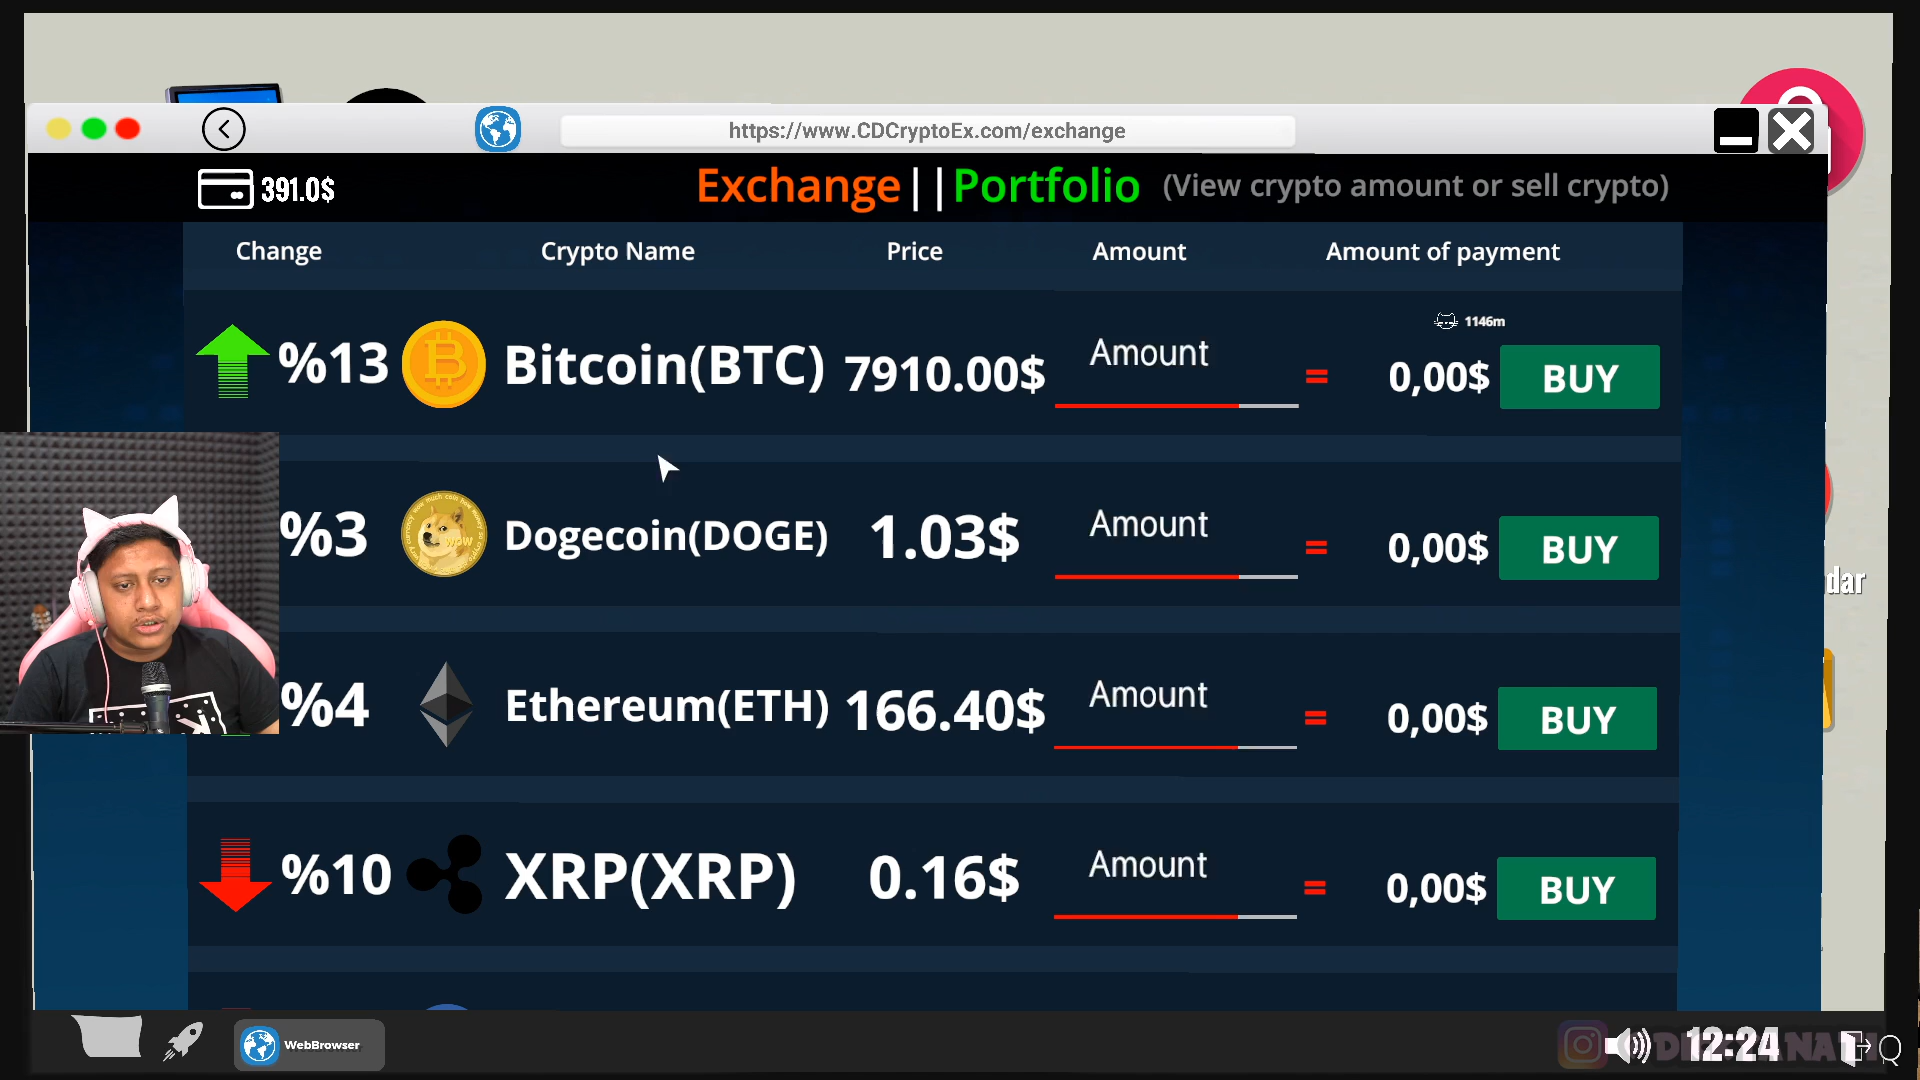 https://www.CDCryptoEx.com/exchange
391.0$
Exchange||Portfolio (View crypto amount or sell crypto)
Change Crypto Name Price Amount Amount of payment
1146m
%13 Bitcoin(BTC) 7910.00$ Amount = 0,00$ BUY
%3 Dogecoin(DOGE) 1.03$ Amount = 0,00$ BUY
dar
%4 Ethereum(ETH) 166.40$ Amount = 0,00$ BUY
%10 XRP(XRP) 0.16$ Amount = 0,00$ BUY
WebBrowser
12:24
Q